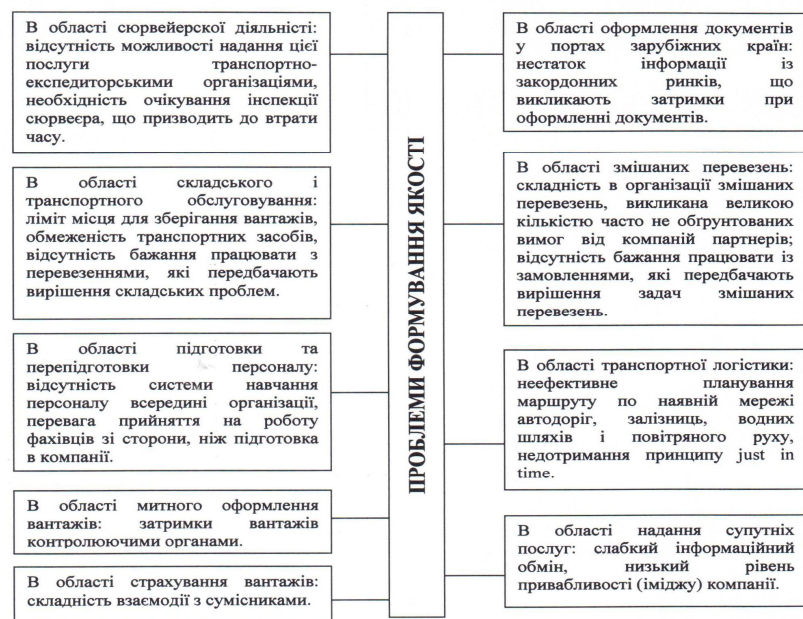 В області сюрвейерскої діяльністі:
відсутність можливості надання цієї
послуги транспортно-
експедиторськими організаціями,
необхідність очікування інспекції
сюрвеєра, що призводить до втрати
часу.
В області складського і
транспортного обслуговування:
ліміт місця для зберігання вантажів,
обмеженість транспортних засобів,
відсутність бажання працювати з
перевезеннями, які передбачають
вирішення складських проблем.
В області підготовки та
перепідготовки персоналу:
відсутність системи навчання
персоналу всередині організації,
перевага прийняття на роботу
фахівців зі сторони, ніж підготовка
в компанії.
В області митного оформлення
вантажів: затримки вантажів
контролюючими органами.
В області страхування вантажів:
складність взаємодії з сумісниками.
ПРОБЛЕМИ ФОРМУВАННЯ ЯКОСТІ
В області оформлення документів
у портах зарубіжних країн:
нестаток інформації із
закордонних ринків, що
викликають затримки при
оформленні документів.
В області змішаних перевезень:
складність в організації змішаних
перевезень, викликана великою
кількістю часто не обґрунтованих
вимог від компаній партнерів;
відсутність бажання працювати із
замовленнями, які передбачають
вирішення задач змішаних
перевезень.
В області транспортної логістики:
неефективне планування
маршруту по наявній мережі
автодоріг, залізниць, водних
шляхів і повітряного руху,
недотримання принципу just in
time.
В області надання супутніх
послуг: слабкий інформаційний
обмін, низький рівень
привабливості (іміджу) компанії.